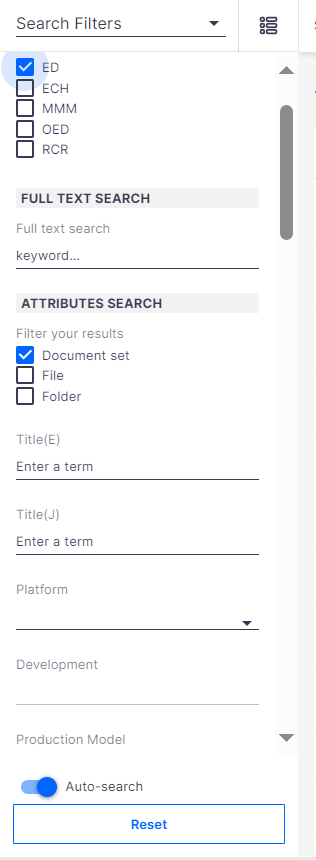 Search Filters
ED
ECH
MMM
OED
RCR
FULL TEXT SEARCH
Full text search
keyword...
ATTRIBUTES SEARCH
Filter your results
Document set
File
Folder
Title(E)
Enter a term
Title(J)
Enter a term
Platform
Development
Production Model
Auto-search
Reset